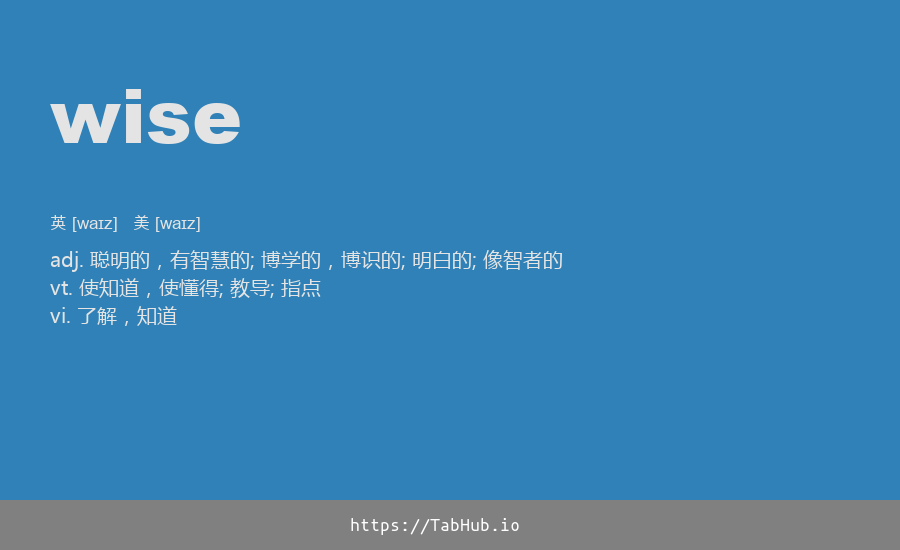 wise
英 [waɪz] 美 [waɪz]
adj. 聪明的，有智慧的; 博学的，博识的; 明白的; 像智者的
vt. 使知道，使懂得; 教导; 指点
vi. 了解，知道
https://TabHub.io